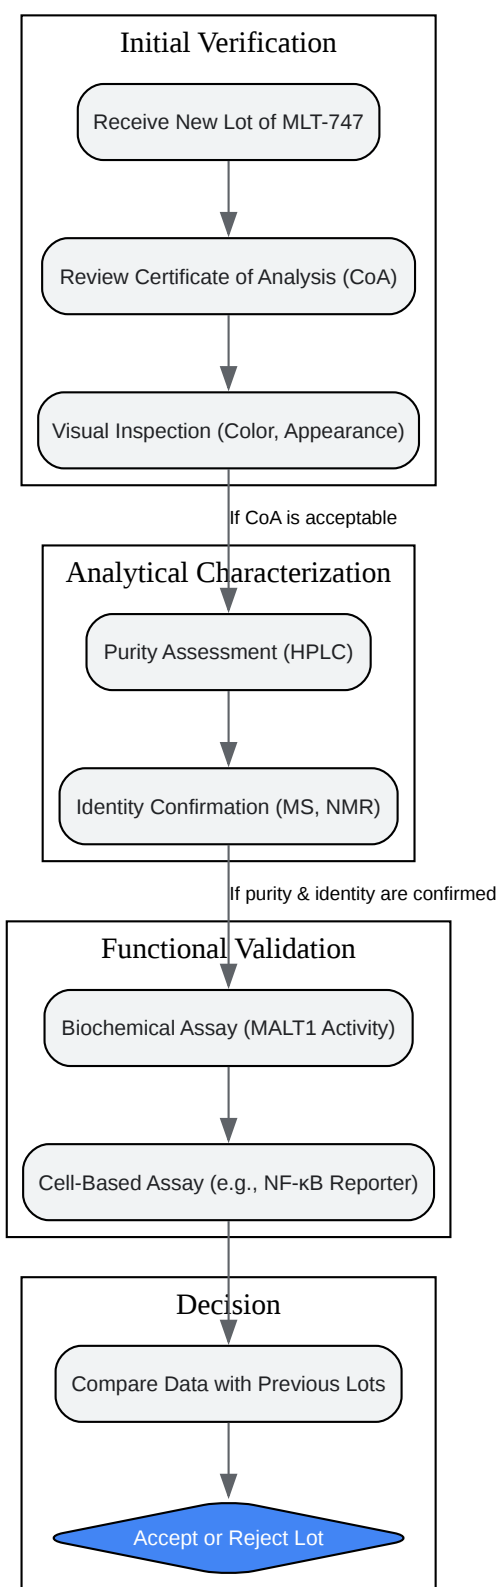 Initial Verification
Receive New Lot of MLT-747
Review Certificate of Analysis (CoA)
Visual Inspection (Color, Appearance)
If CoA is acceptable
Analytical Characterization
Purity Assessment (HPLC)
Identity Confirmation (MS, NMR)
If purity & identity are confirmed
Functional Validation
Biochemical Assay (MALT1 Activity)
Cell-Based Assay (e.g., NF-κB Reporter)
Decision
Compare Data with Previous Lots
Accept or Reject Lot